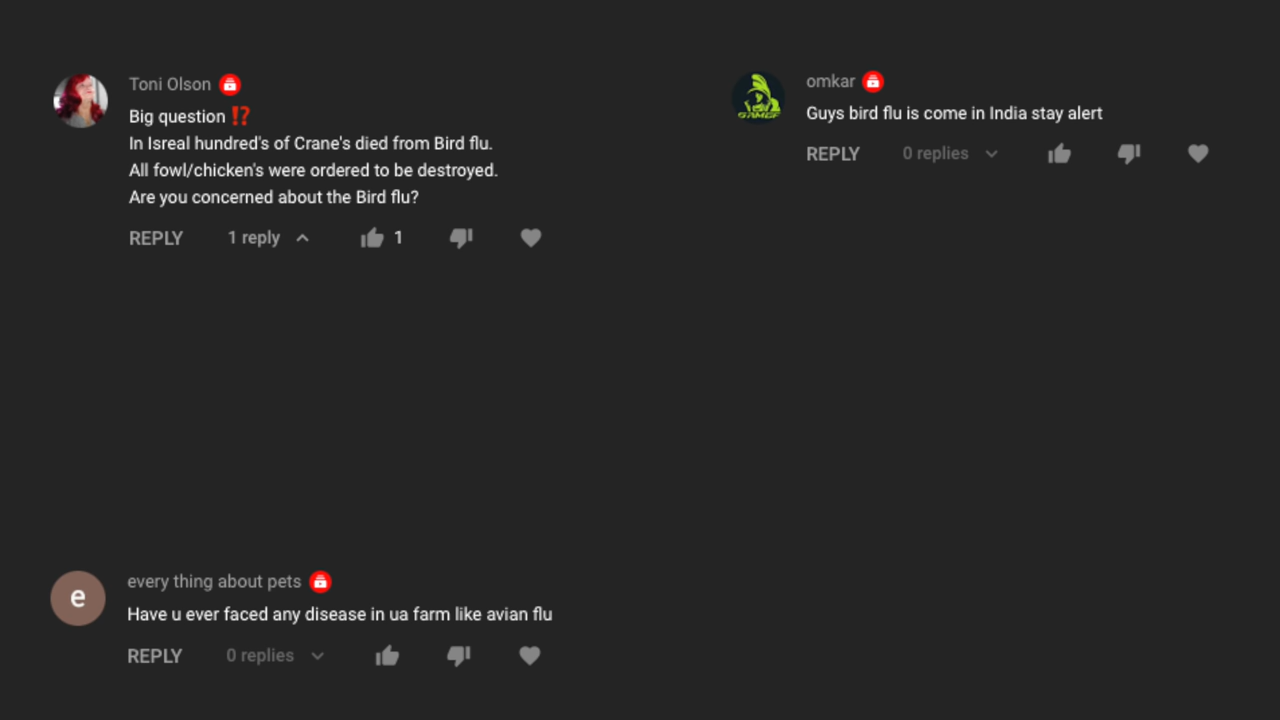 Toni Olson
Big question ⁉
In Isreal hundred's of Crane's died from Bird flu.
All fowl/chicken's were ordered to be destroyed.
Are you concerned about the Bird flu?
REPLY 1 reply 1
omkar
Guys bird flu is come in India stay alert
REPLY 0 replies
e
every thing about pets
Have u ever faced any disease in ua farm like avian flu
REPLY 0 replies